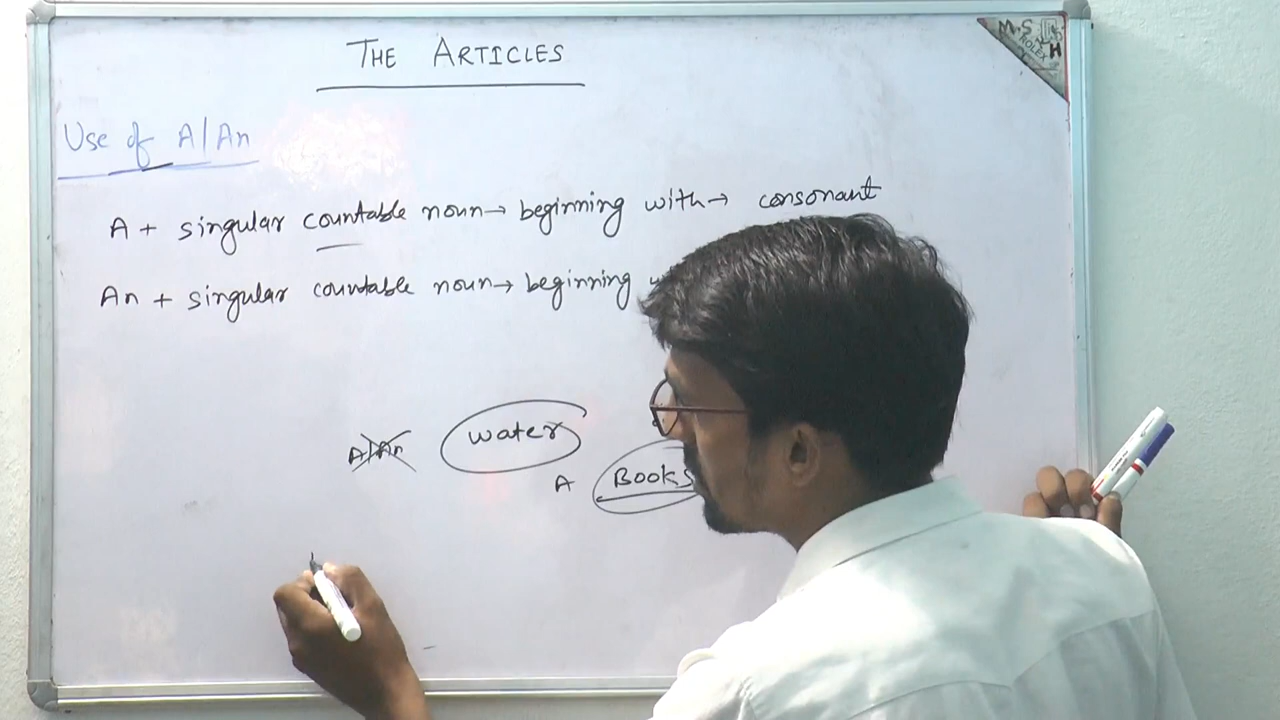 THE ARTICLES
M.S
ROLEX
H
Use of A/An
A + singular countable noun → beginning with → consonant
An + singular countable noun → beginning
A/An water
A Books